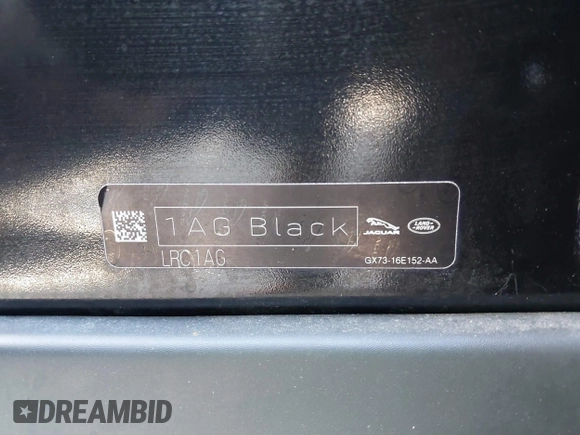 1AG Black
LRC1AG
JAGUAR
LAND-
ROVER
GX73-16E152-AA
DREAMBID